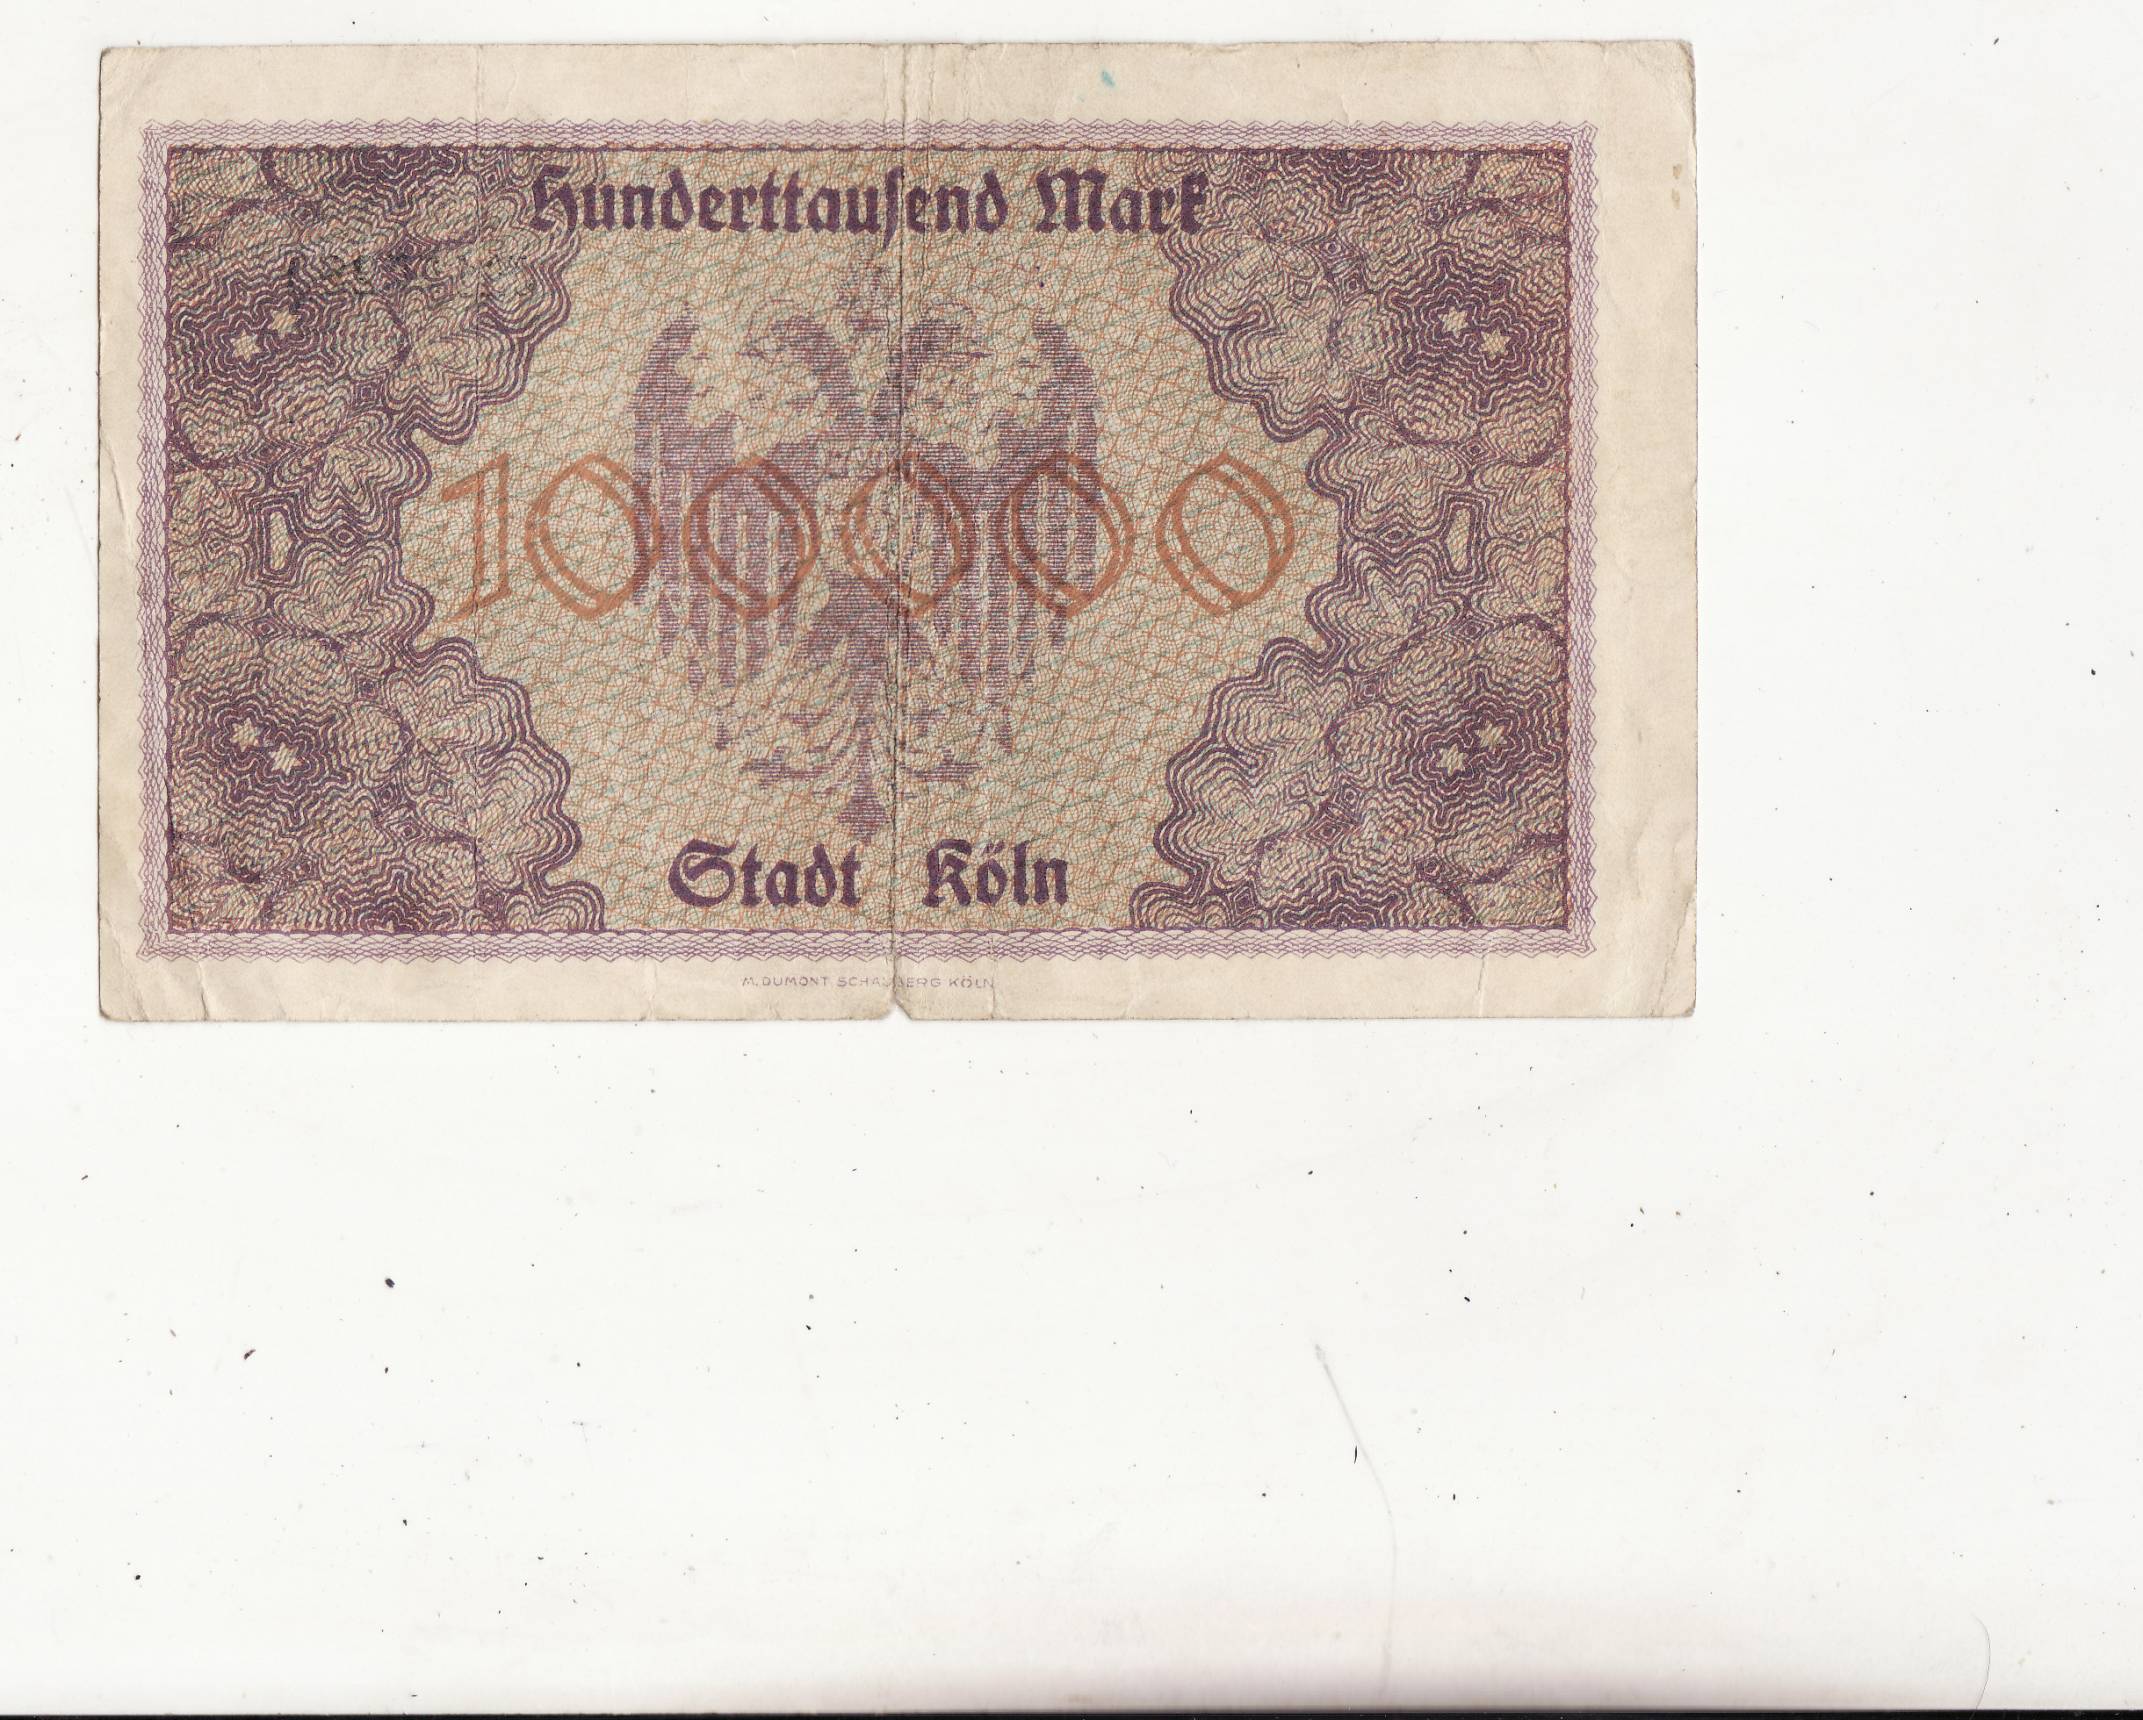 Hunderttausend Mark
100000
Stadt Köln
M. DUMONT SCHAUBERG KÖLN